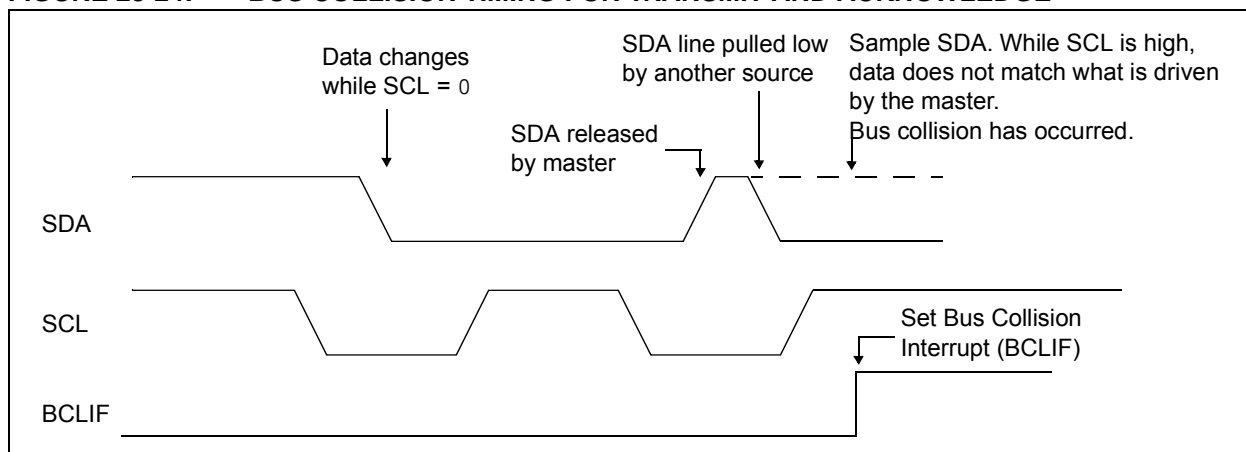 Data changes
while SCL = 0
SDA line pulled low
by another source
Sample SDA. While SCL is high,
data does not match what is driven
by the master.
Bus collision has occurred.
SDA released
by master
SDA
SCL
Set Bus Collision
Interrupt (BCLIF)
BCLIF